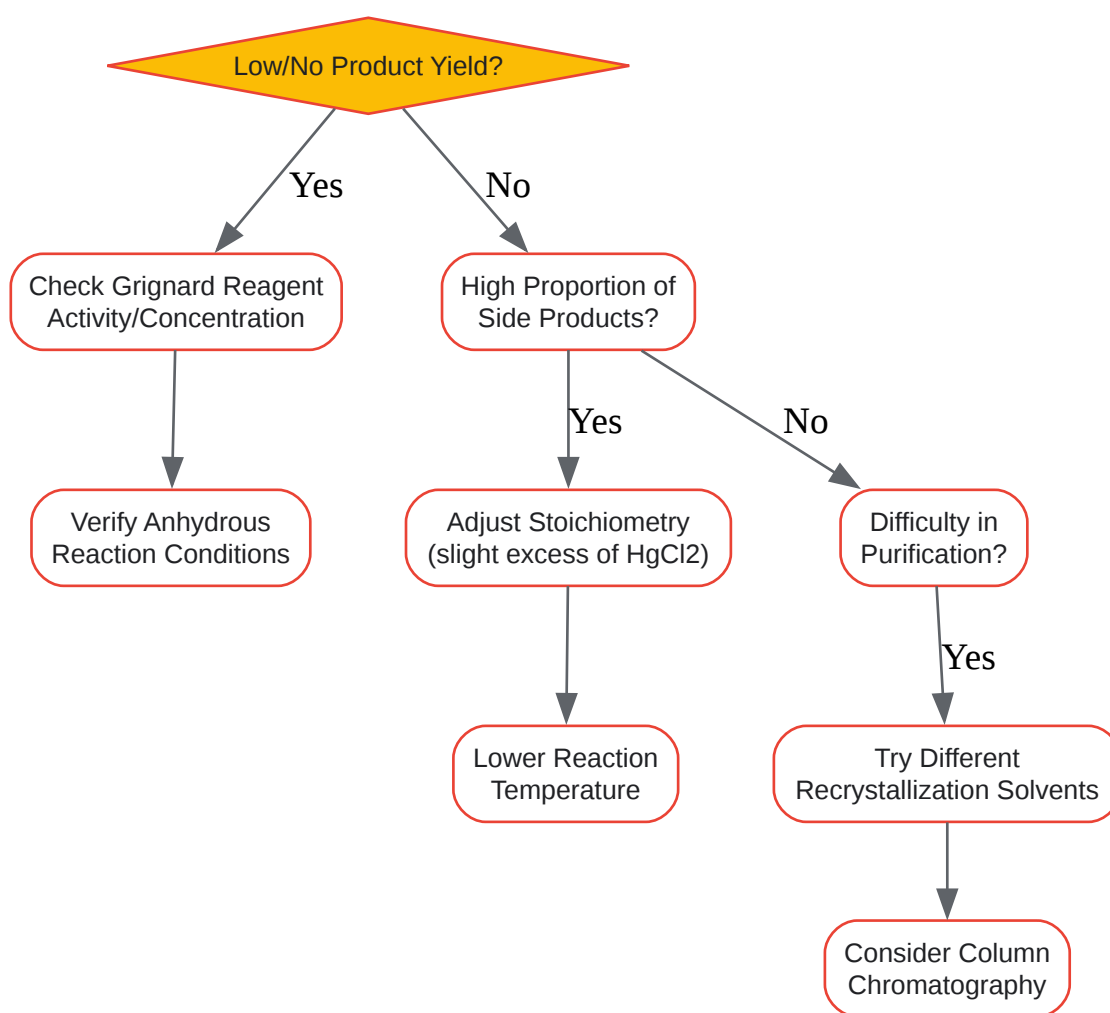 Low/No Product Yield?
Yes
No
Check Grignard Reagent
Activity/Concentration
High Proportion of
Side Products?
Yes
No
Verify Anhydrous
Reaction Conditions
Adjust Stoichiometry
(slight excess of HgCl2)
Difficulty in
Purification?
Yes
Lower Reaction
Temperature
Try Different
Recrystallization Solvents
Consider Column
Chromatography